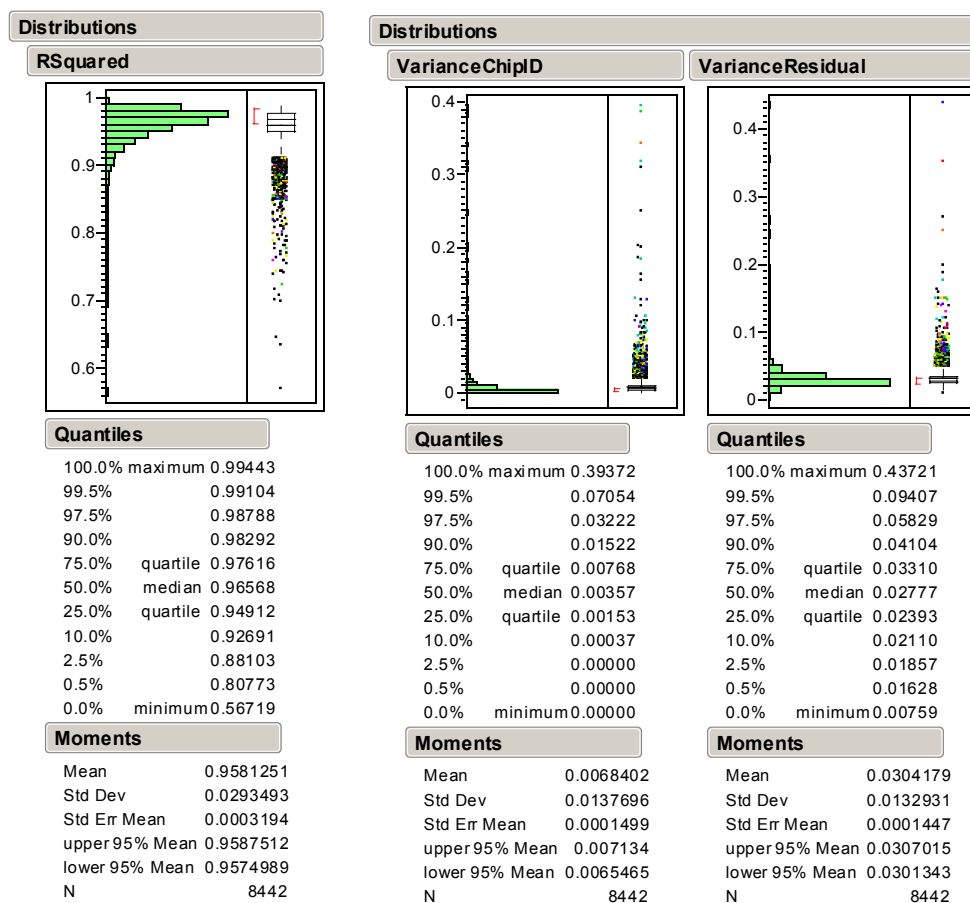 Distributions
RSquared
1
0.9
0.8
0.7
0.6
Quantiles
100.0% maximum 0.99443
99.5% 0.99104
97.5% 0.98788
90.0% 0.98292
75.0% quartile 0.97616
50.0% median 0.96568
25.0% quartile 0.94912
10.0% 0.92691
2.5% 0.88103
0.5% 0.80773
0.0% minimum 0.56719
Moments
Mean 0.9581251
Std Dev 0.0293493
Std Err Mean 0.0003194
upper 95% Mean 0.9587512
lower 95% Mean 0.9574989
N 8442
Distributions
VarianceChipID
0.4
0.3
0.2
0.1
0
Quantiles
100.0% maximum 0.39372
99.5% 0.07054
97.5% 0.03222
90.0% 0.01522
75.0% quartile 0.00768
50.0% median 0.00357
25.0% quartile 0.00153
10.0% 0.00037
2.5% 0.00000
0.5% 0.00000
0.0% minimum 0.00000
Moments
Mean 0.0068402
Std Dev 0.0137696
Std Err Mean 0.0001499
upper 95% Mean 0.007134
lower 95% Mean 0.0065465
N 8442
VarianceResidual
0.4
0.3
0.2
0.1
0
Quantiles
100.0% maximum 0.43721
99.5% 0.09407
97.5% 0.05829
90.0% 0.04104
75.0% quartile 0.03310
50.0% median 0.02777
25.0% quartile 0.02393
10.0% 0.02110
2.5% 0.01857
0.5% 0.01628
0.0% minimum 0.00759
Moments
Mean 0.0304179
Std Dev 0.0132931
Std Err Mean 0.0001447
upper 95% Mean 0.0307015
lower 95% Mean 0.0301343
N 8442